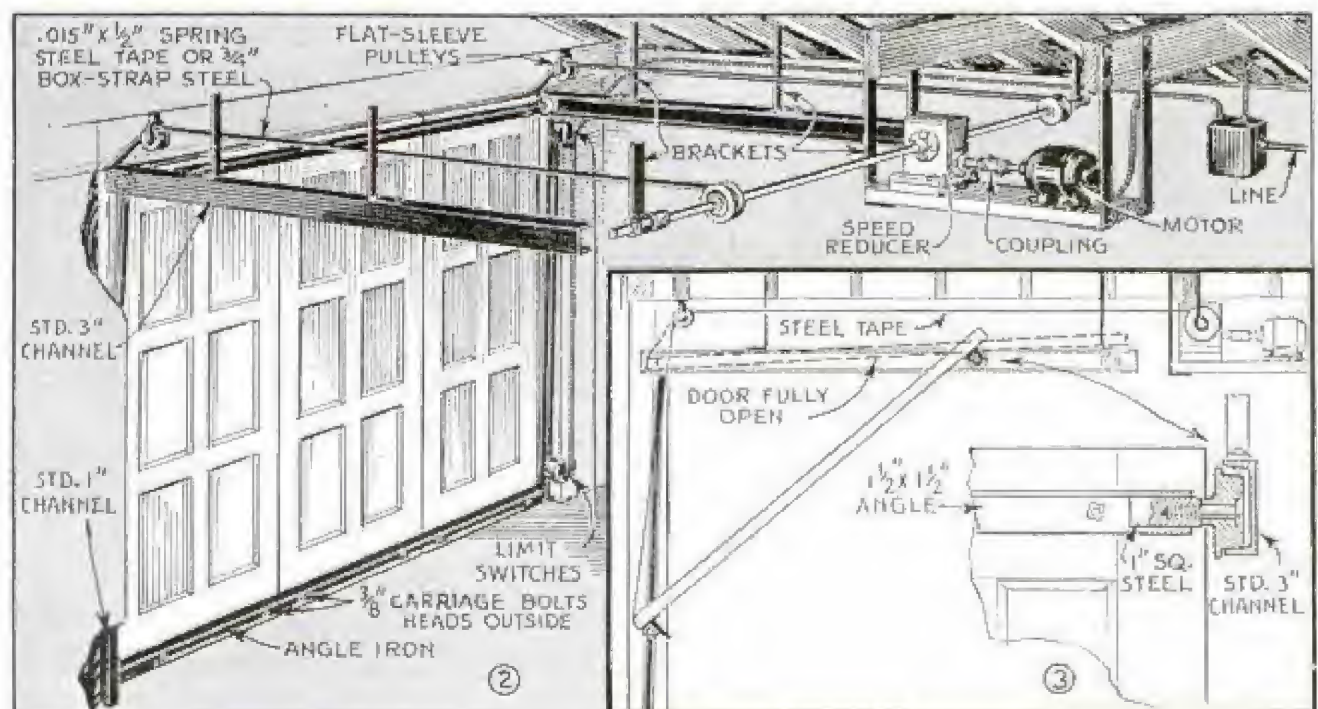 .015" X ½" SPRING
STEEL TAPE OR ¾"
BOX-STRAP STEEL
FLAT-SLEEVE
PULLEYS
BRACKETS
LINE
SPEED
REDUCER
COUPLING
MOTOR
STD. 3"
CHANNEL
STD. 1"
CHANNEL
LIMIT
SWITCHES
⅜" CARRIAGE BOLTS
HEADS OUTSIDE
ANGLE IRON
②
STEEL TAPE
DOOR FULLY
OPEN
1½" X 1½"
ANGLE
1" SQ.
STEEL
STD. 3"
CHANNEL
③